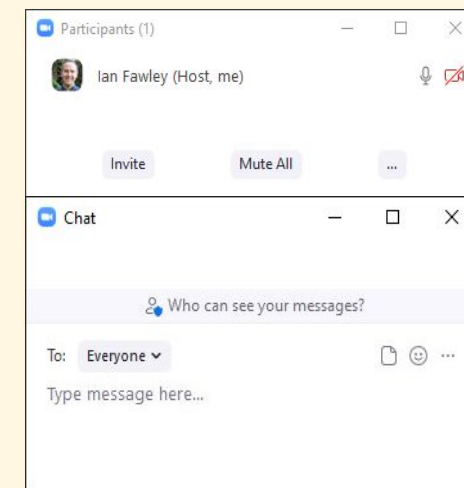 Participants (1)
Ian Fawley (Host, me)
Invite Mute All ...
Chat
Who can see your messages?
To: Everyone
Type message here...